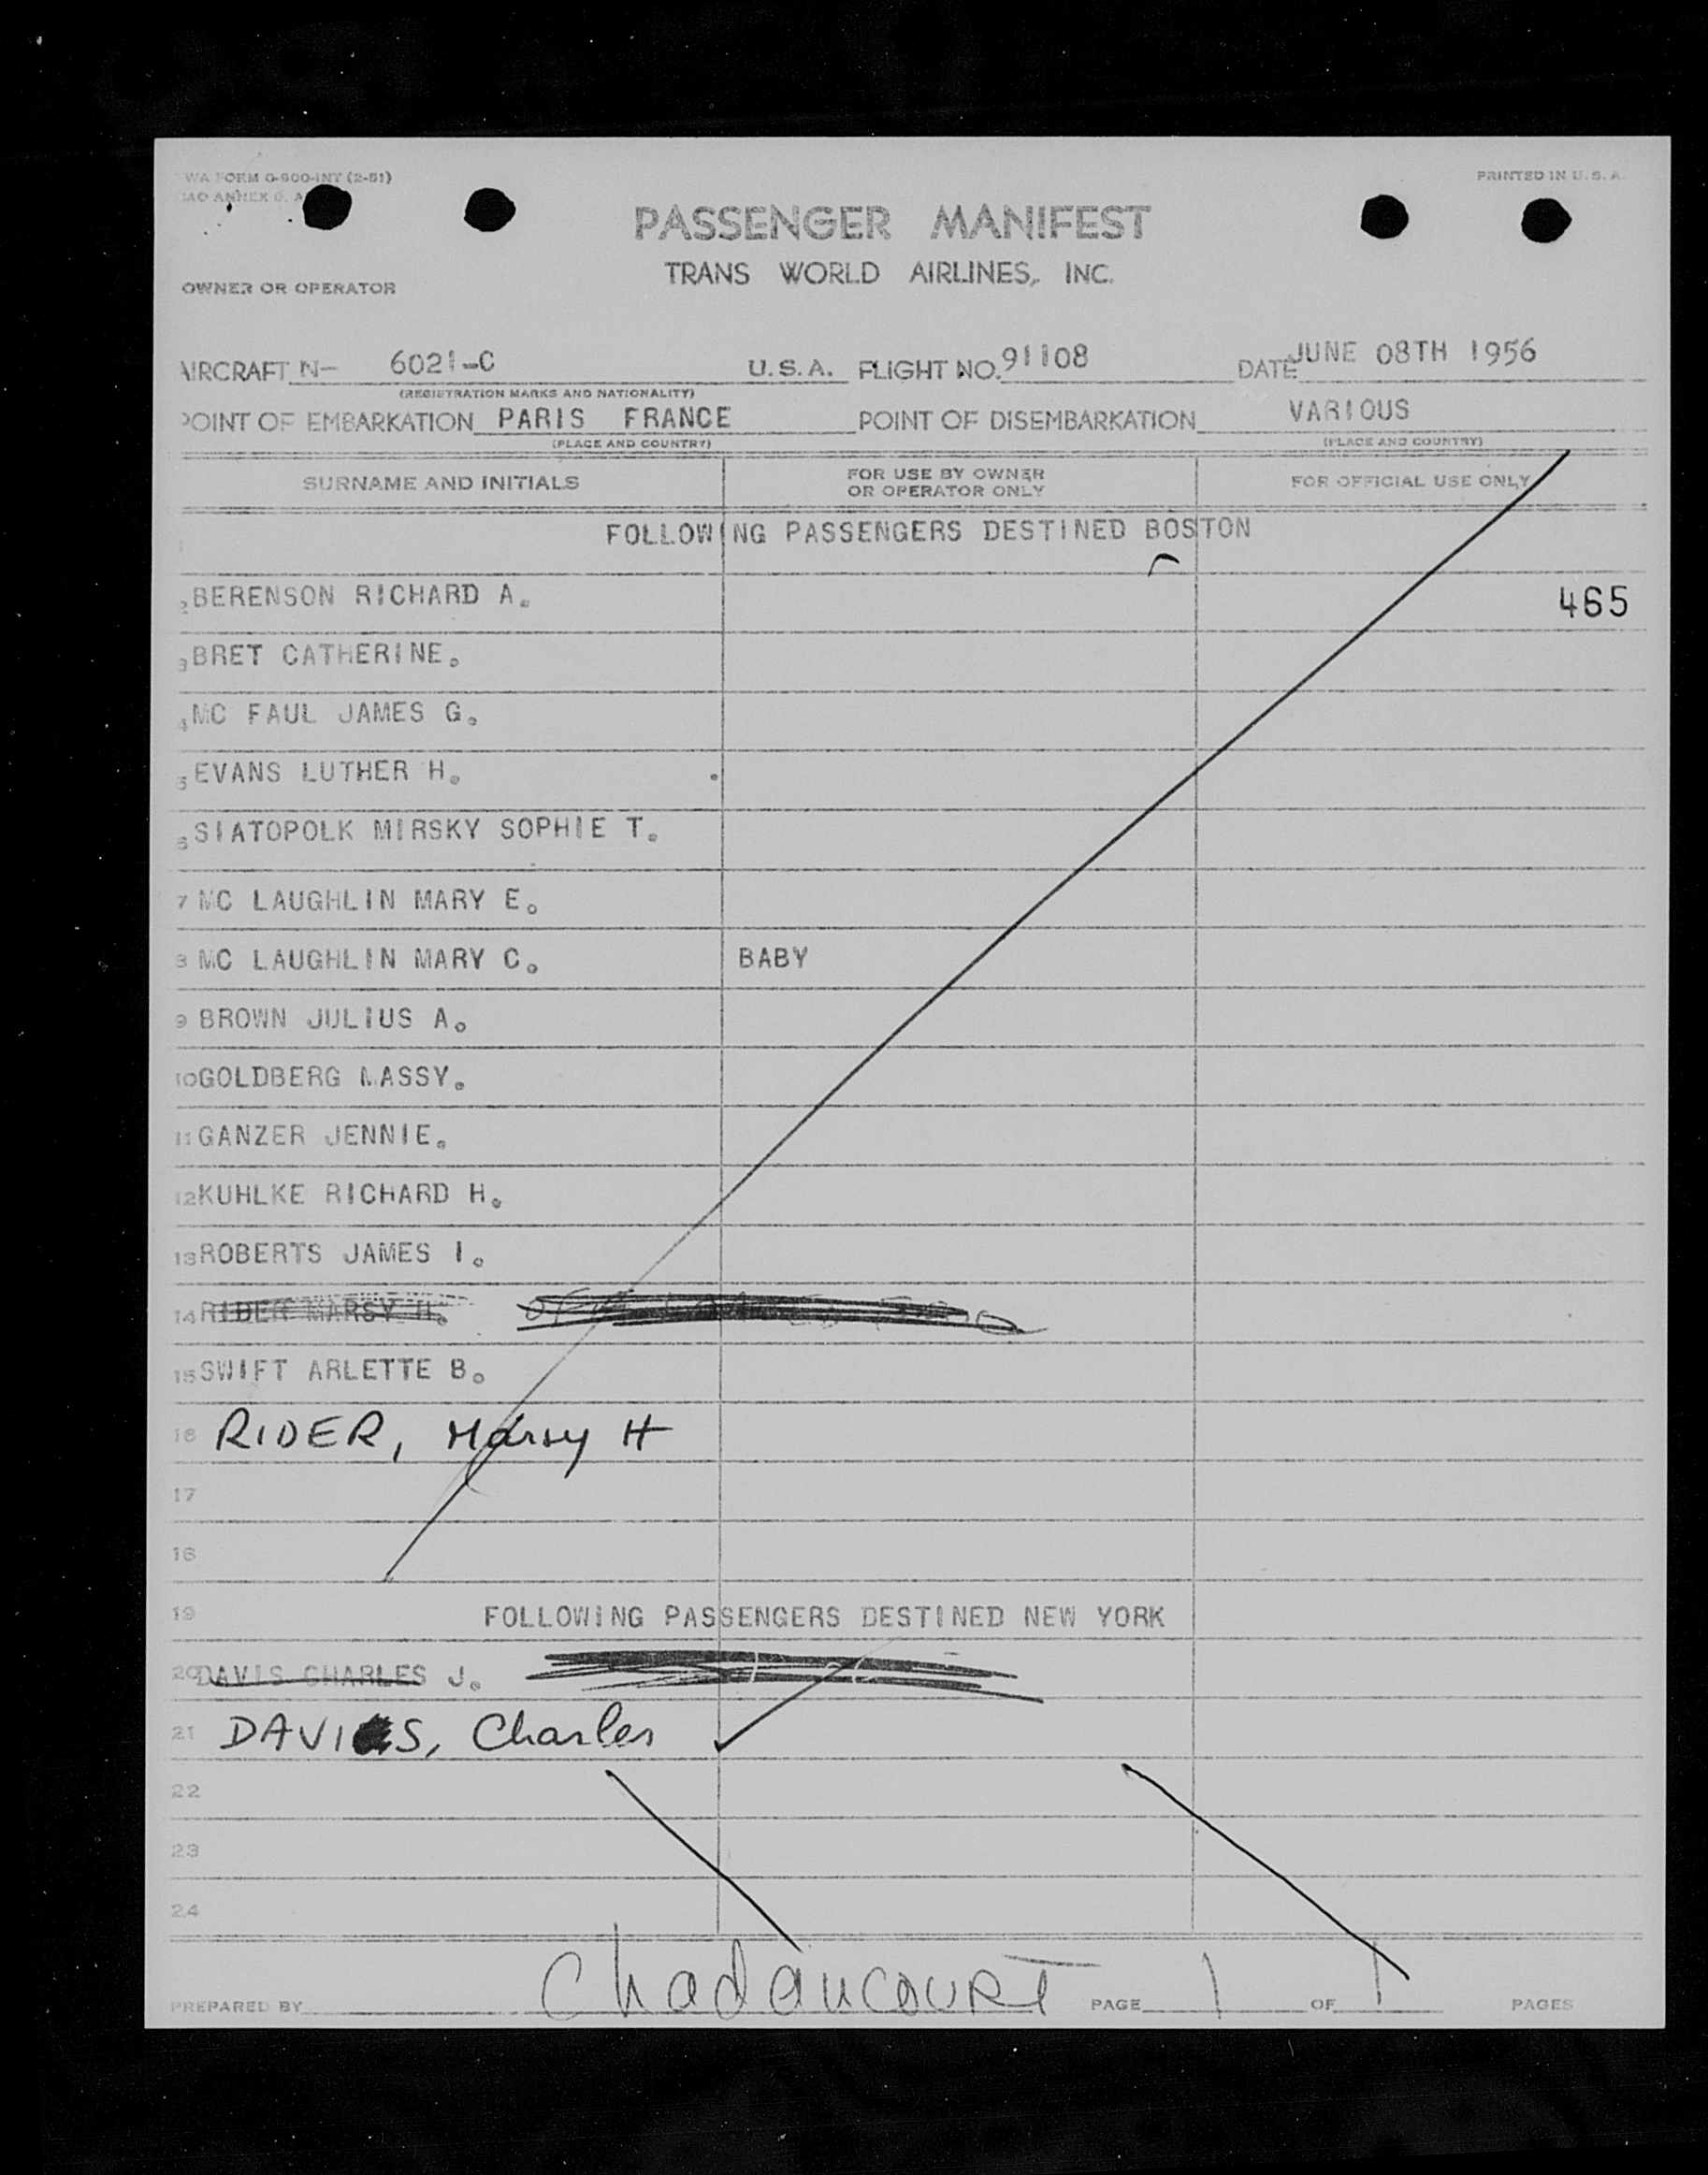 WA FORM O-800-INT (2-51)
PRINTED IN U. S. A.
ANNEX 9, A
PASSENGER MANIFEST
TRANS WORLD AIRLINES, INC.
OWNER OR OPERATOR
AIRCRAFT N- 6021-C U. S. A. FLIGHT NO. 91108 DATE JUNE 08TH 1956
(REGISTRATION MARKS AND NATIONALITY)
POINT OF EMBARKATION PARIS FRANCE POINT OF DISEMBARKATION VARIOUS
(PLACE AND COUNTRY) (PLACE AND COUNTRY)
SURNAME AND INITIALS FOR USE BY OWNER OR OPERATOR ONLY FOR OFFICIAL USE ONLY
1 FOLLOWING PASSENGERS DESTINED BOSTON
2 BERENSON RICHARD A. 465
3 BRET CATHERINE.
4 MC FAUL JAMES G.
5 EVANS LUTHER H.
6 SIATOPOLK MIRSKY SOPHIE T.
7 MC LAUGHLIN MARY E.
8 MC LAUGHLIN MARY C. BABY
9 BROWN JULIUS A.
10 GOLDBERG MASSY.
11 GANZER JENNIE.
12 KUHLKE RICHARD H.
13 ROBERTS JAMES I.
14 RIDER MARSY H.
15 SWIFT ARLETTE B.
16 RIDER, Marsy H
17
18
19 FOLLOWING PASSENGERS DESTINED NEW YORK
20 DAVIS CHARLES J.
21 DAVIS, Charles
22
23
24
PREPARED BY Chadaucourt PAGE 1 OF 1 PAGES